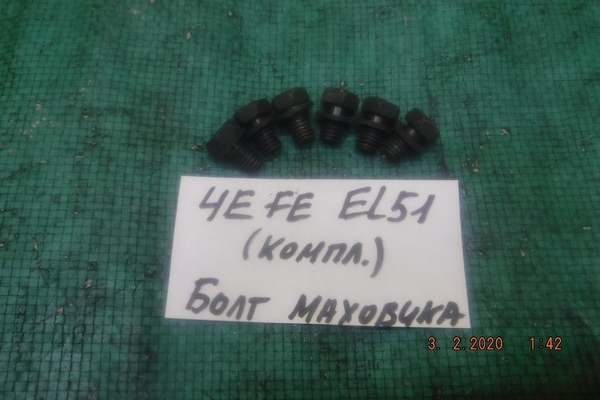 4E FE EL51
(компл.)
Болт маховика
3. 2.2020 1:42